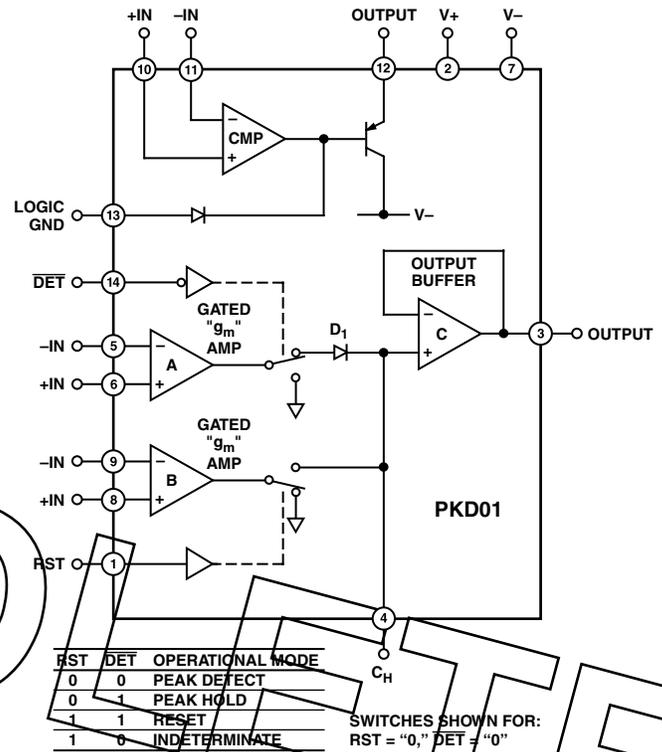 +IN –IN OUTPUT V+ V–
10 11 12 2 7
–
CMP
+
LOGIC
GND
13
V–
DET
14
OUTPUT
BUFFER
GATED
"gm"
AMP
–IN 5 –
A
+IN 6 +
D1
–
C
+
3 OUTPUT
GATED
"gm"
AMP
–IN 9 –
B
+IN 8 +
PKD01
RST 1
4
CH
RST DET OPERATIONAL MODE
0 0 PEAK DETECT
0 1 PEAK HOLD
1 1 RESET
1 0 INDETERMINATE
SWITCHES SHOWN FOR:
RST = “0,” DET = “0”